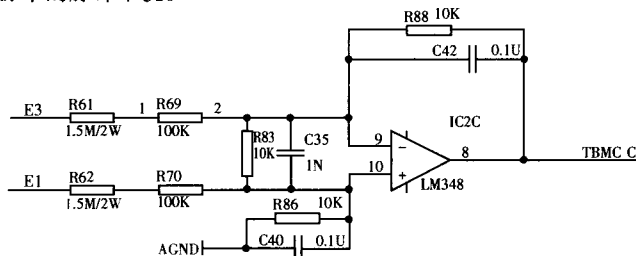 R88 10K
C42 0.1U
E3 R61 1 R69 2
1.5M/2W 100K
R83
10K
C35
1N
IC2C
9 -
10 +
8
LM348
TBMC C
E1 R62 R70
1.5M/2W 100K
R86 10K
AGND C40 0.1U